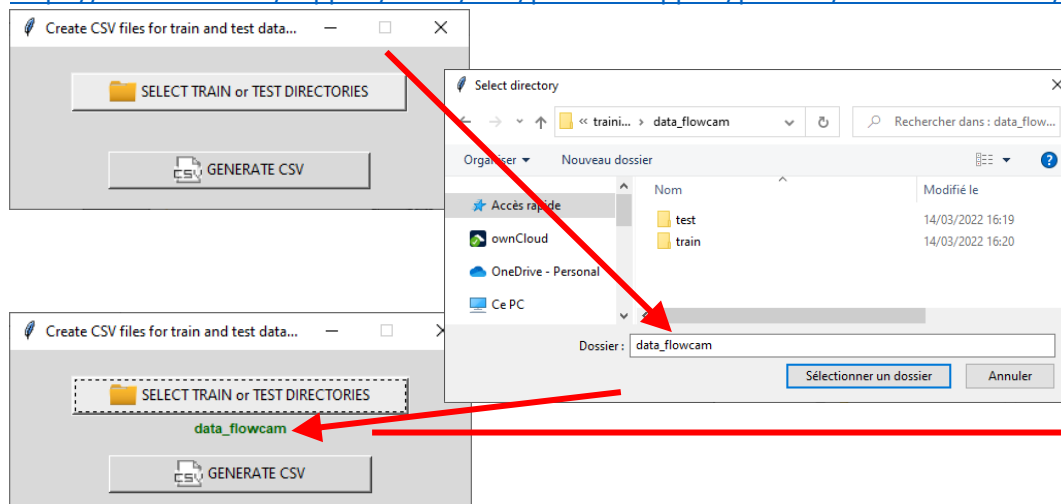 Create CSV files for train and test data...
SELECT TRAIN or TEST DIRECTORIES
GENERATE CSV
Select directory
« traini... › data_flowcam
Rechercher dans : data_flow...
Organiser
Nouveau dossier
Nom
Modifié le
Accès rapide
test
14/03/2022 16:19
ownCloud
train
14/03/2022 16:20
OneDrive - Personal
Ce PC
Dossier :
data_flowcam
Sélectionner un dossier
Annuler
Create CSV files for train and test data...
SELECT TRAIN or TEST DIRECTORIES
data_flowcam
GENERATE CSV